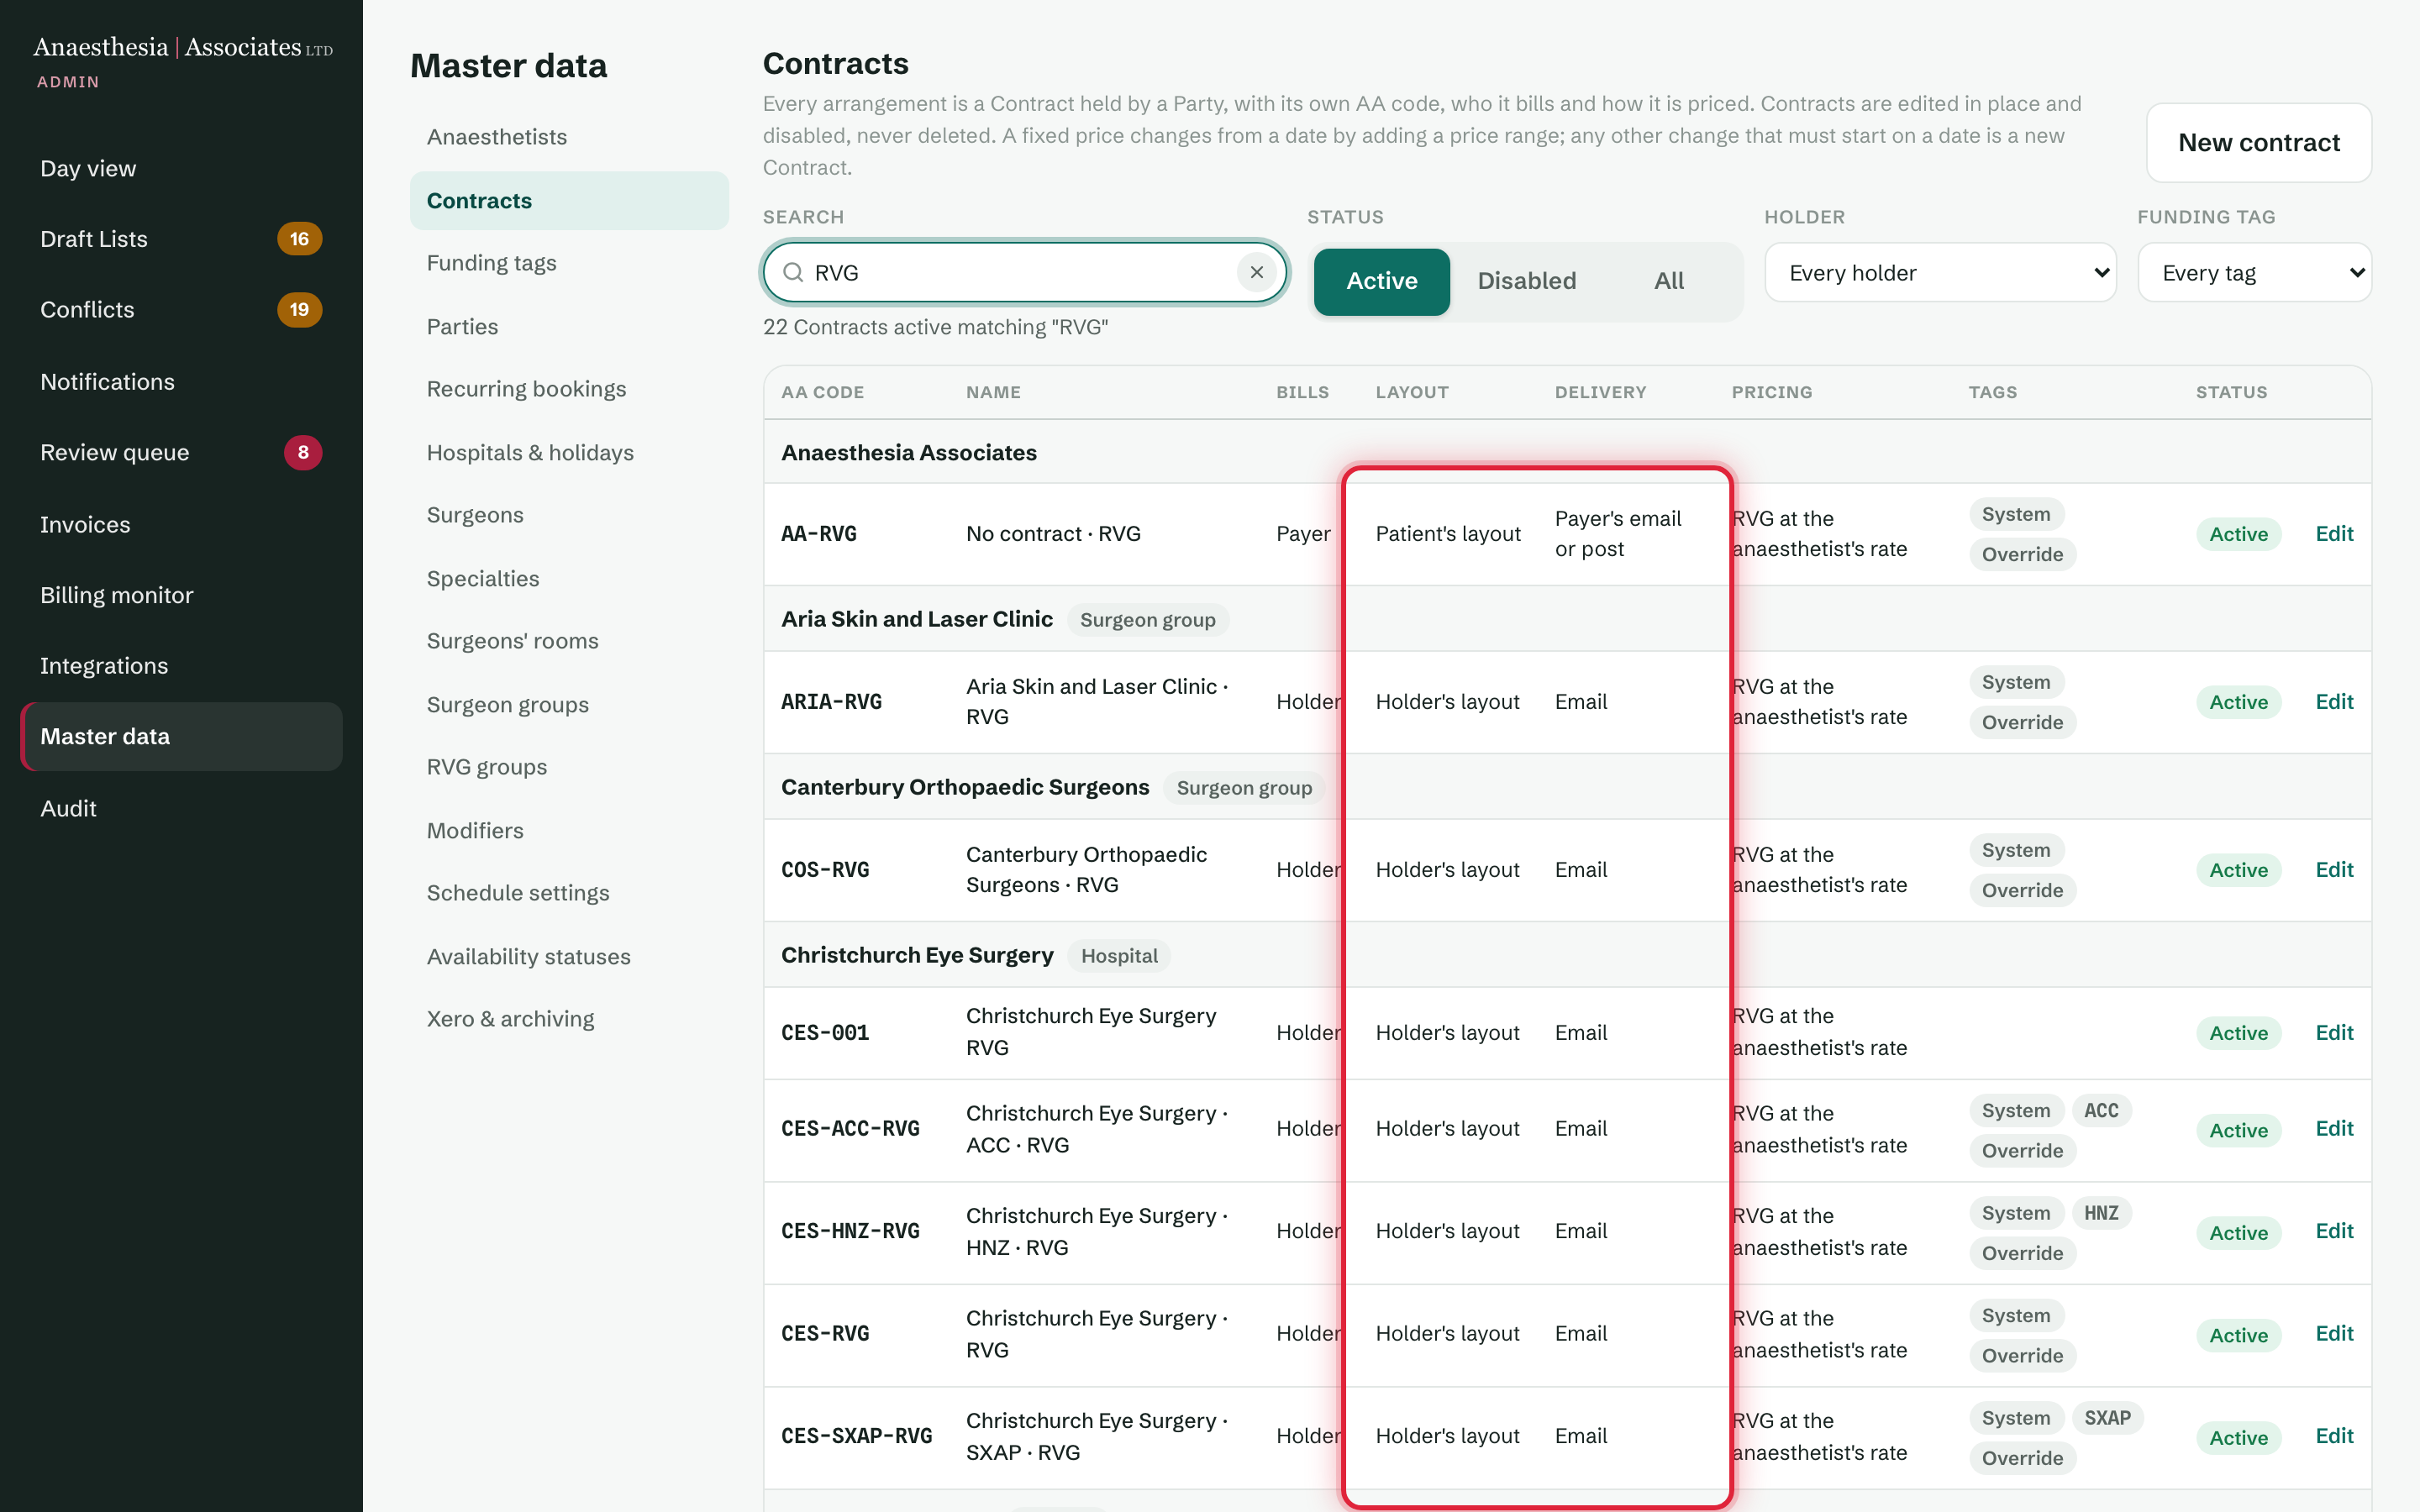 Anaesthesia | Associates LTD
ADMIN
Day view
Draft Lists 16
Conflicts 19
Notifications
Review queue 8
Invoices
Billing monitor
Integrations
Master data
Audit
Master data
Anaesthetists
Contracts
Funding tags
Parties
Recurring bookings
Hospitals & holidays
Surgeons
Specialties
Surgeons' rooms
Surgeon groups
RVG groups
Modifiers
Schedule settings
Availability statuses
Xero & archiving
Contracts
Every arrangement is a Contract held by a Party, with its own AA code, who it bills and how it is priced. Contracts are edited in place and
disabled, never deleted. A fixed price changes from a date by adding a price range; any other change that must start on a date is a new
Contract.
New contract
SEARCH STATUS HOLDER FUNDING TAG
RVG Active Disabled All Every holder Every tag
22 Contracts active matching "RVG"
AA CODE NAME BILLS LAYOUT DELIVERY PRICING TAGS STATUS
Anaesthesia Associates
AA-RVG No contract · RVG Payer Patient's layout Payer's email RVG at the System Active Edit
or post anaesthetist's rate Override
Aria Skin and Laser Clinic Surgeon group
ARIA-RVG Aria Skin and Laser Clinic · Holder Holder's layout Email RVG at the System Active Edit
RVG anaesthetist's rate Override
Canterbury Orthopaedic Surgeons Surgeon group
COS-RVG Canterbury Orthopaedic Holder Holder's layout Email RVG at the System Active Edit
Surgeons · RVG anaesthetist's rate Override
Christchurch Eye Surgery Hospital
CES-001 Christchurch Eye Surgery Holder Holder's layout Email RVG at the Active Edit
RVG anaesthetist's rate
CES-ACC-RVG Christchurch Eye Surgery · Holder Holder's layout Email RVG at the System ACC Active Edit
ACC · RVG anaesthetist's rate Override
CES-HNZ-RVG Christchurch Eye Surgery · Holder Holder's layout Email RVG at the System HNZ Active Edit
HNZ · RVG anaesthetist's rate Override
CES-RVG Christchurch Eye Surgery · Holder Holder's layout Email RVG at the System Active Edit
RVG anaesthetist's rate Override
CES-SXAP-RVG Christchurch Eye Surgery · Holder Holder's layout Email RVG at the System SXAP Active Edit
SXAP · RVG anaesthetist's rate Override